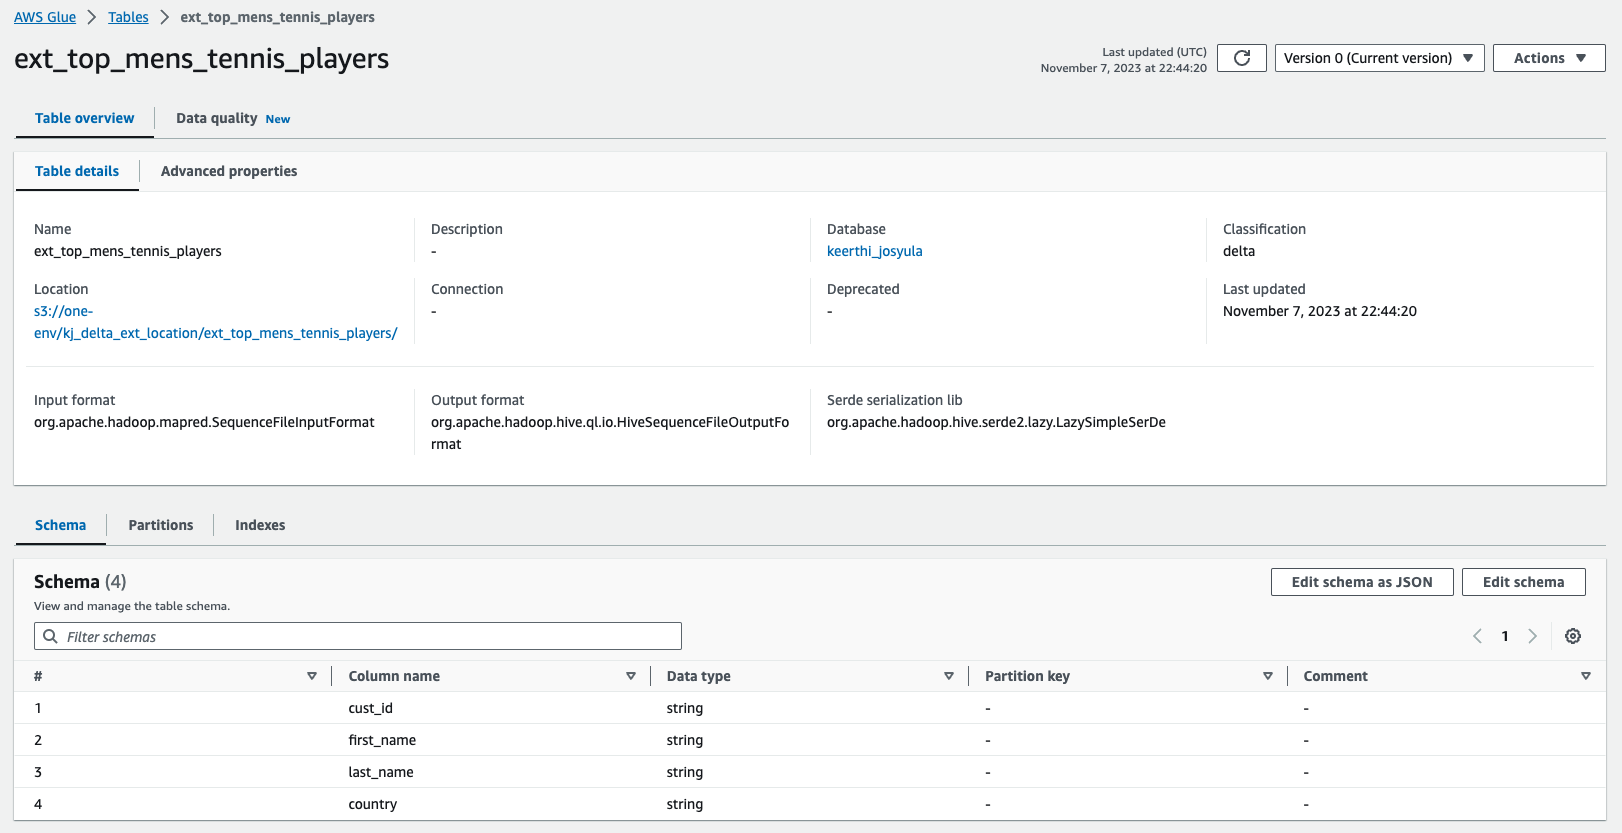 AWS Glue > Tables > ext_top_mens_tennis_players
ext_top_mens_tennis_players
Last updated (UTC)
November 7, 2023 at 22:44:20
Version 0 (Current version)
Actions
Table overview
Data quality New
Table details
Advanced properties
Name
ext_top_mens_tennis_players
Description
-
Database
keerthi_josyula
Classification
delta
Location
s3://one-
env/kj_delta_ext_location/ext_top_mens_tennis_players/
Connection
-
Deprecated
-
Last updated
November 7, 2023 at 22:44:20
Input format
org.apache.hadoop.mapred.SequenceFileInputFormat
Output format
org.apache.hadoop.hive.ql.io.HiveSequenceFileOutputFo
rmat
Serde serialization lib
org.apache.hadoop.hive.serde2.lazy.LazySimpleSerDe
Schema
Partitions
Indexes
Schema (4)
View and manage the table schema.
Edit schema as JSON
Edit schema
Filter schemas
1
# Column name Data type Partition key Comment
1 cust_id string - -
2 first_name string - -
3 last_name string - -
4 country string - -